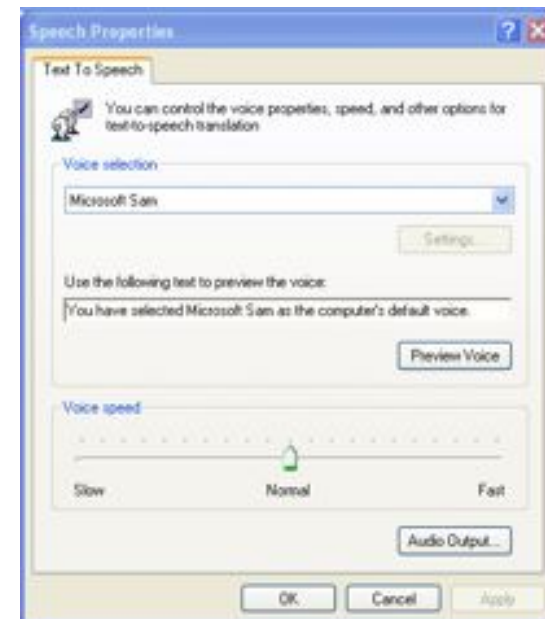 Speech Properties
Text To Speech
You can control the voice properties, speed, and other options for
text-to-speech translation
Voice selection
Microsoft Sam
Settings...
Use the following text to preview the voice:
You have selected Microsoft Sam as the computer's default voice.
Preview Voice
Voice speed
Slow Normal Fast
Audio Output...
OK Cancel Apply